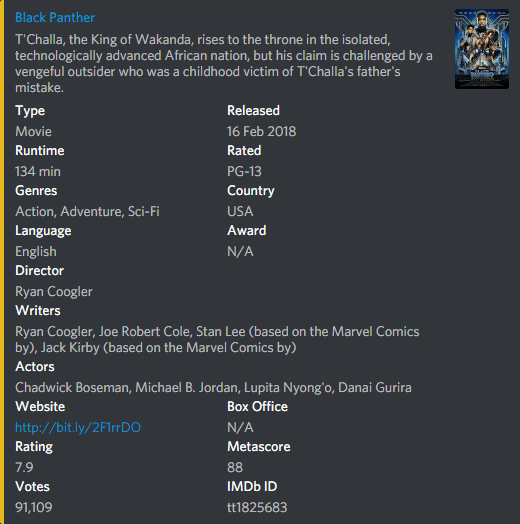 Black Panther
T'Challa, the King of Wakanda, rises to the throne in the isolated,
technologically advanced African nation, but his claim is challenged by a
vengeful outsider who was a childhood victim of T'Challa's father's
mistake.
Type Released
Movie 16 Feb 2018
Runtime Rated
134 min PG-13
Genres Country
Action, Adventure, Sci-Fi USA
Language Award
English N/A
Director
Ryan Coogler
Writers
Ryan Coogler, Joe Robert Cole, Stan Lee (based on the Marvel Comics
by), Jack Kirby (based on the Marvel Comics by)
Actors
Chadwick Boseman, Michael B. Jordan, Lupita Nyong'o, Danai Gurira
Website Box Office
http://bit.ly/2F1rrDO N/A
Rating Metascore
7.9 88
Votes IMDb ID
91,109 tt1825683